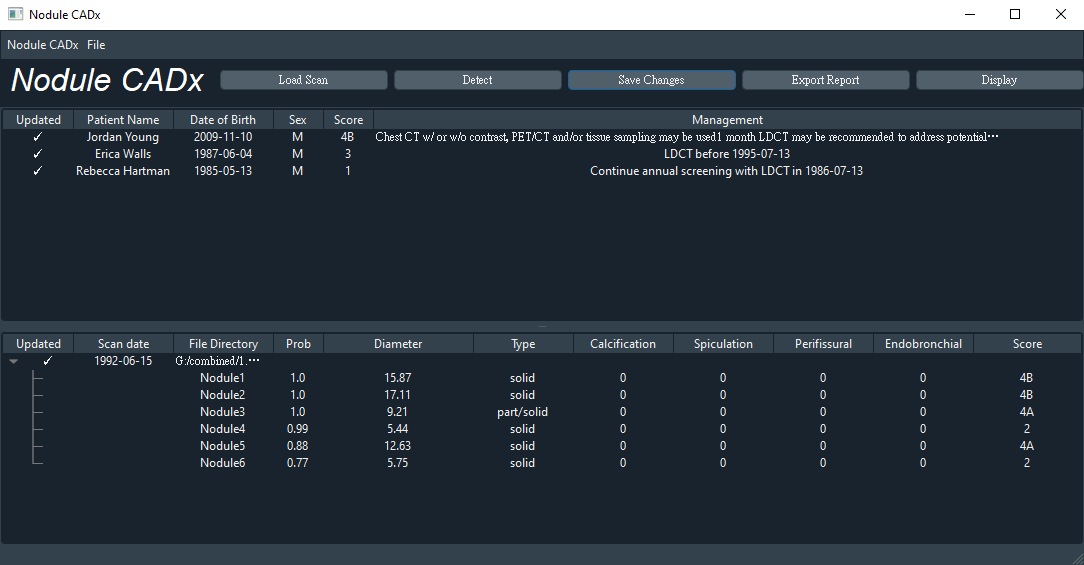 Nodule CADx
Nodule CADx File
Nodule CADx Load Scan Detect Save Changes Export Report Display
Updated Patient Name Date of Birth Sex Score Management
✓ Jordan Young 2009-11-10 M 4B Chest CT w/ or w/o contrast, PET/CT and/or tissue sampling may be used1 month LDCT may be recommended to address potential…
✓ Erica Walls 1987-06-04 M 3 LDCT before 1995-07-13
✓ Rebecca Hartman 1985-05-13 M 1 Continue annual screening with LDCT in 1986-07-13
Updated Scan date File Directory Prob Diameter Type Calcification Spiculation Perifissural Endobronchial Score
✓ 1992-06-15 G:/combined/1.…
Nodule1 1.0 15.87 solid 0 0 0 0 4B
Nodule2 1.0 17.11 solid 0 0 0 0 4B
Nodule3 1.0 9.21 part/solid 0 0 0 0 4A
Nodule4 0.99 5.44 solid 0 0 0 0 2
Nodule5 0.88 12.63 solid 0 0 0 0 4A
Nodule6 0.77 5.75 solid 0 0 0 0 2